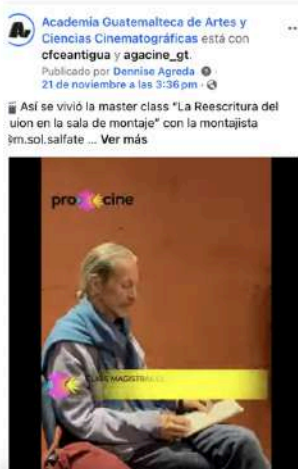 Academia Guatemalteca de Artes y
Ciencias Cinematográficas está con
cfceantigua y agacine_gt.
Publicado por Dennise Agreda
21 de noviembre a las 3:36 pm ·
Así se vivió la master class "La Reescritura del
uion en la sala de montaje" con la montajista
@m.sol.salfate ... Ver más
pro cine
CLASE MAGISTRAL